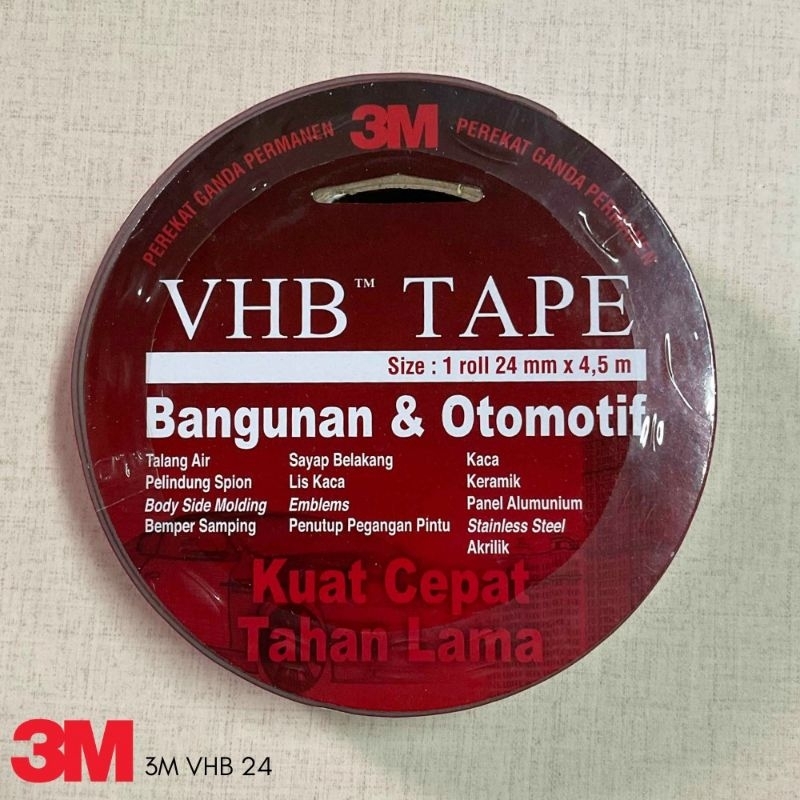 PEREKAT GANDA PERMANEN 3M PEREKAT GANDA PERMANEN
VHB™ TAPE
Size : 1 roll 24 mm x 4,5 m
Bangunan & Otomotif
Talang Air Sayap Belakang Kaca
Pelindung Spion Lis Kaca Keramik
Body Side Molding Emblems Panel Alumunium
Bemper Samping Penutup Pegangan Pintu Stainless Steel
Akrilik
Kuat Cepat
Tahan Lama
3M 3M VHB 24